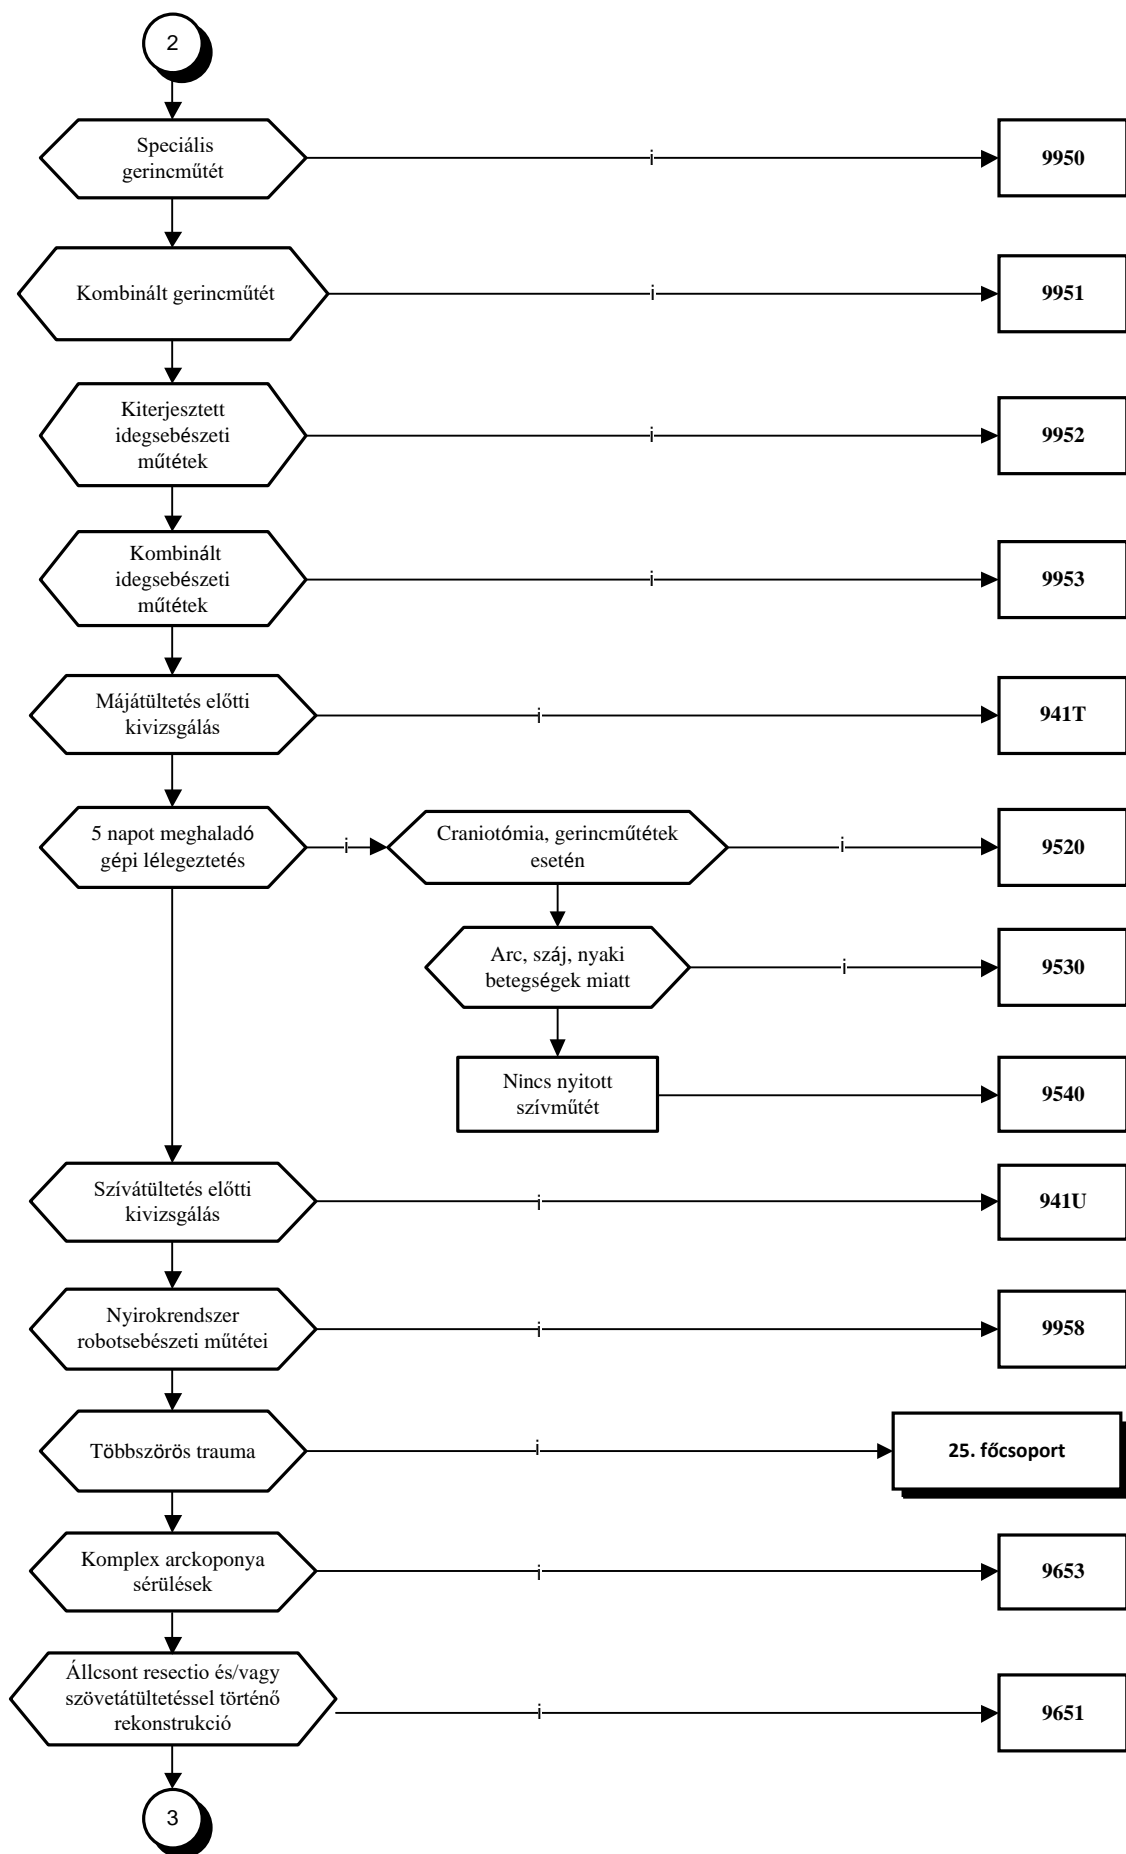 2
Speciális
gerincműtét
i
9950
Kombinált gerincműtét
i
9951
Kiterjesztett
idegsebészeti
műtétek
i
9952
Kombinált
idegsebészeti
műtétek
i
9953
Májátültetés előtti
kivizsgálás
i
941T
5 napot meghaladó
gépi lélegeztetés
i
Craniotómia, gerincműtétek
esetén
i
9520
Arc, száj, nyaki
betegségek miatt
i
9530
Nincs nyitott
szívműtét
9540
Szívátültetés előtti
kivizsgálás
i
941U
Nyirokrendszer
robotsebészeti műtétei
i
9958
Többszörös trauma
i
25. főcsoport
Komplex arckoponya
sérülések
i
9653
Állcsont resectio és/vagy
szövetátültetéssel történő
rekonstrukció
i
9651
3